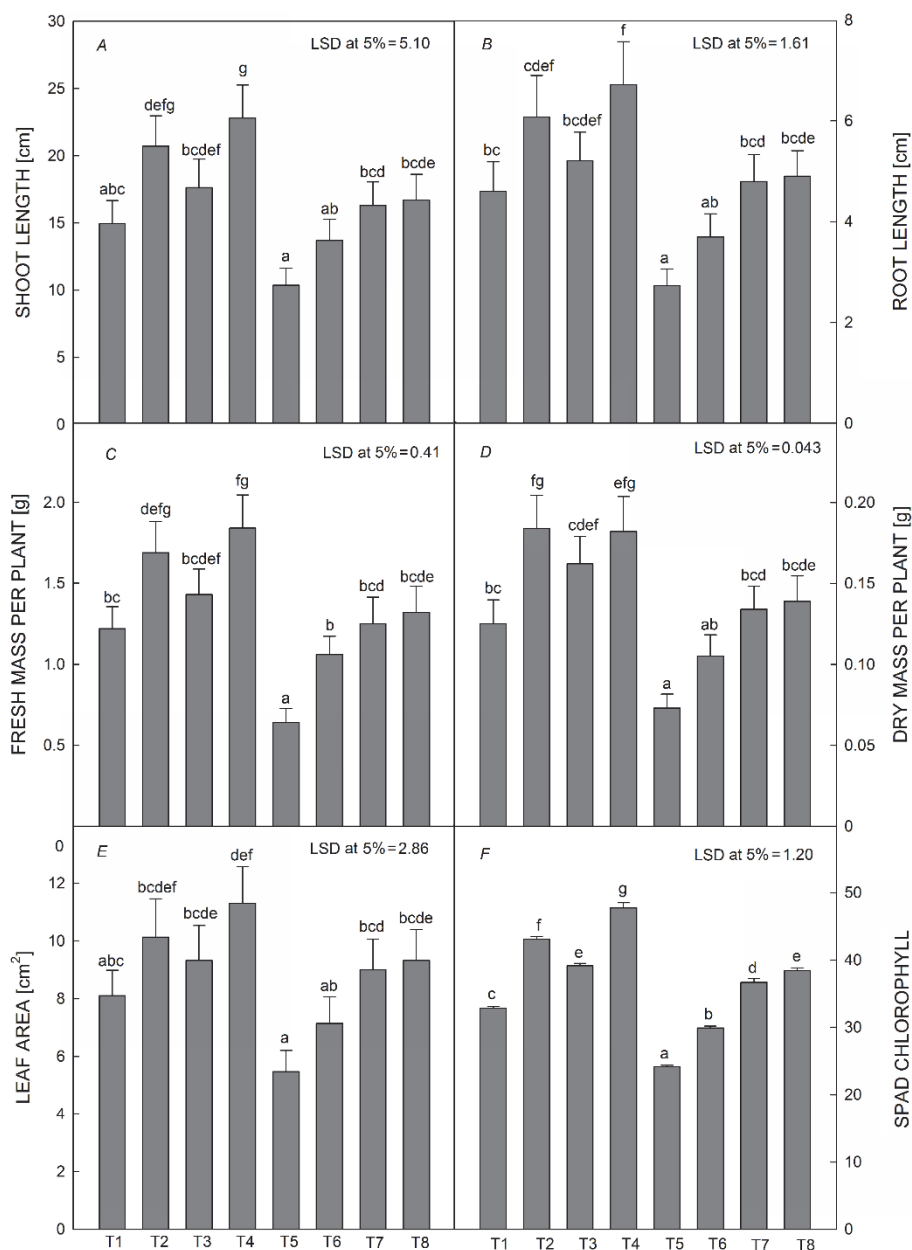 A
LSD at 5%=5.10
SHOOT LENGTH [cm]
30
25
20
15
10
5
0
abc
defg
bcdef
g
a
ab
bcd
bcde
B
LSD at 5%=1.61
ROOT LENGTH [cm]
8
6
4
2
0
bc
cdef
bcdef
f
a
ab
bcd
bcde
C
LSD at 5%=0.41
FRESH MASS PER PLANT [g]
2.0
1.5
1.0
0.5
0
bc
defg
bcdef
fg
a
b
bcd
bcde
D
LSD at 5%=0.043
DRY MASS PER PLANT [g]
0.20
0.15
0.10
0.05
0
bc
fg
cdef
efg
a
ab
bcd
bcde
E
LSD at 5%=2.86
LEAF AREA [cm²]
12
10
8
6
4
2
0
abc
bcdef
bcde
def
a
ab
bcd
bcde
T1 T2 T3 T4 T5 T6 T7 T8
F
LSD at 5%=1.20
SPAD CHLOROPHYLL
50
40
30
20
10
0
c
f
e
g
a
b
d
e
T1 T2 T3 T4 T5 T6 T7 T8